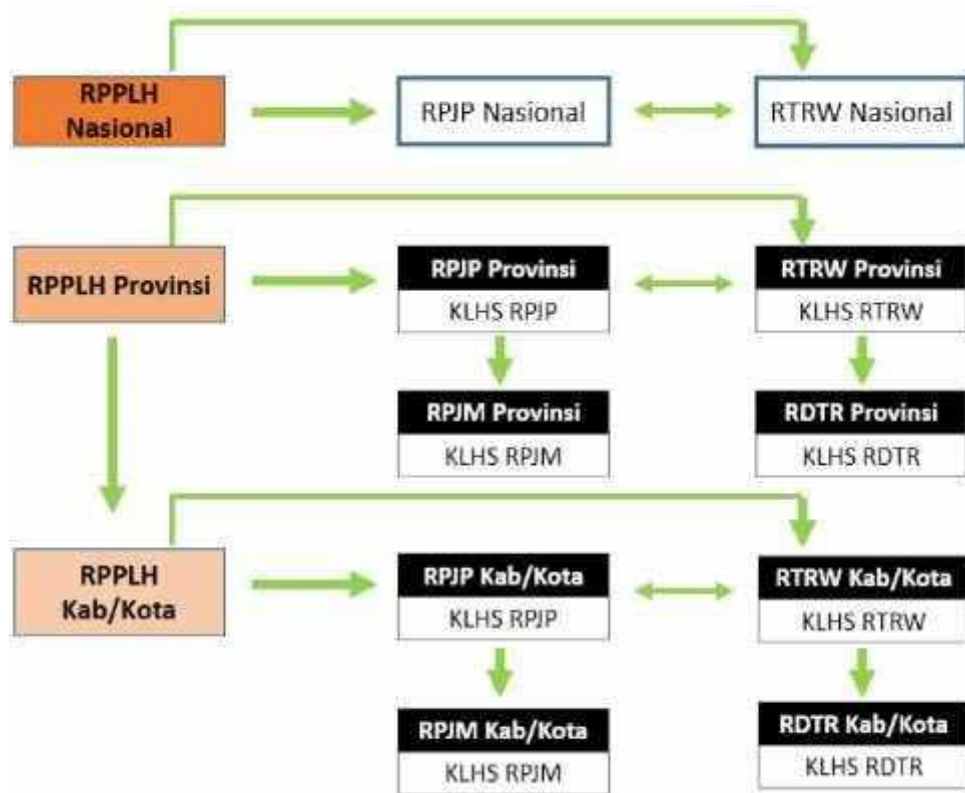 RPPLH
Nasional
RPJP Nasional
RTRW Nasional
RPPLH Provinsi
RPJP Provinsi
KLHS RPJP
RTRW Provinsi
KLHS RTRW
RPJM Provinsi
KLHS RPJM
RDTR Provinsi
KLHS RDTR
RPPLH
Kab/Kota
RPJP Kab/Kota
KLHS RPJP
RTRW Kab/Kota
KLHS RTRW
RPJM Kab/Kota
KLHS RPJM
RDTR Kab/Kota
KLHS RDTR